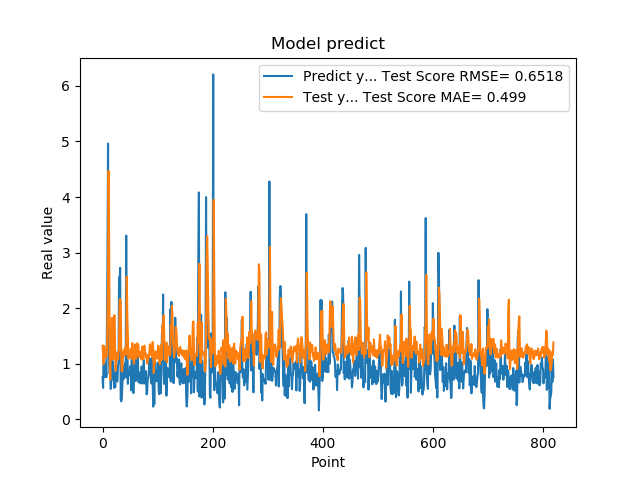 Model predict
Predict y... Test Score RMSE= 0.6518
Test y... Test Score MAE= 0.499
Real value
6
5
4
3
2
1
0
0 200 400 600 800
Point